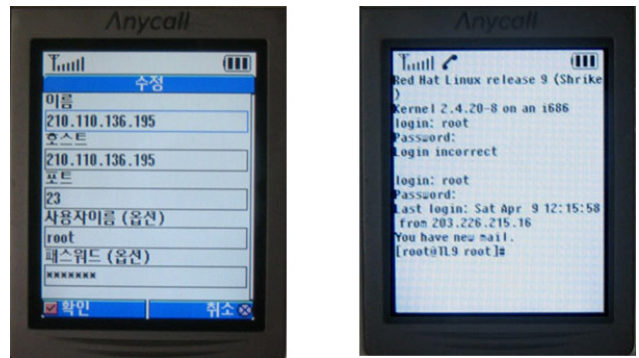 Anycall
수정
이름
210.110.136.195
호스트
210.110.136.195
포트
23
사용자이름 (옵션)
root
패스워드 (옵션)
*******
확인 취소
Anycall
Red Hat Linux release 9 (Shrike
)
Kernel 2.4.20-8 on an i686
login: root
Password:
Login incorrect
login: root
Password:
Last login: Sat Apr 9 12:15:58
from 203.226.215.16
You have new mail.
[root@TL9 root]#